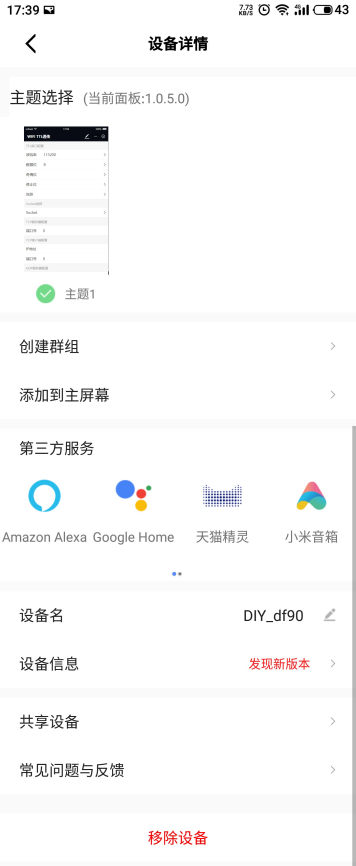 17:39
7.73
KB/S
4G
43
设备详情
主题选择 (当前面板:1.0.5.0)
WIFI TTL透传
主题1
创建群组
添加到主屏幕
第三方服务
Amazon Alexa Google Home 天猫精灵 小米音箱
设备名 DIY_df90
设备信息 发现新版本
共享设备
常见问题与反馈
移除设备